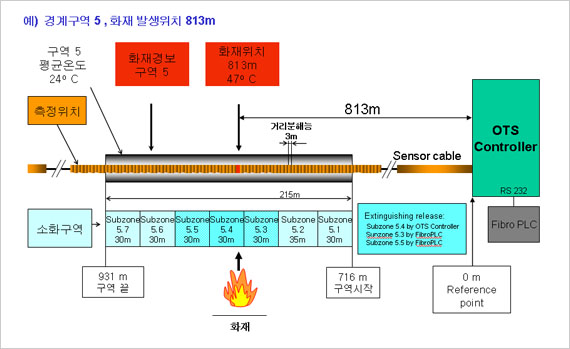 예) 경계구역 5 , 화재 발생위치 813m
구역 5
평균온도
24º C
화재경보
구역 5
화재위치
813m
47º C
813m
측정위치
거리분해능
3m
Sensor cable
OTS
Controller
RS 232
Fibro PLC
215m
소화구역
Subzone
5.7
30m
Subzone
5.6
30m
Subzone
5.5
30m
Subzone
5.4
30m
Subzone
5.3
30m
Subzone
5.2
35m
Subzone
5.1
30m
Extinguishing release:
Subzone 5.4 by OTS Controller
Sunzone 5.3 by FibroPLC
Subzone 5.5 by FibroPLC
931 m
구역 끝
716 m
구역시작
0 m
Reference
point
화재